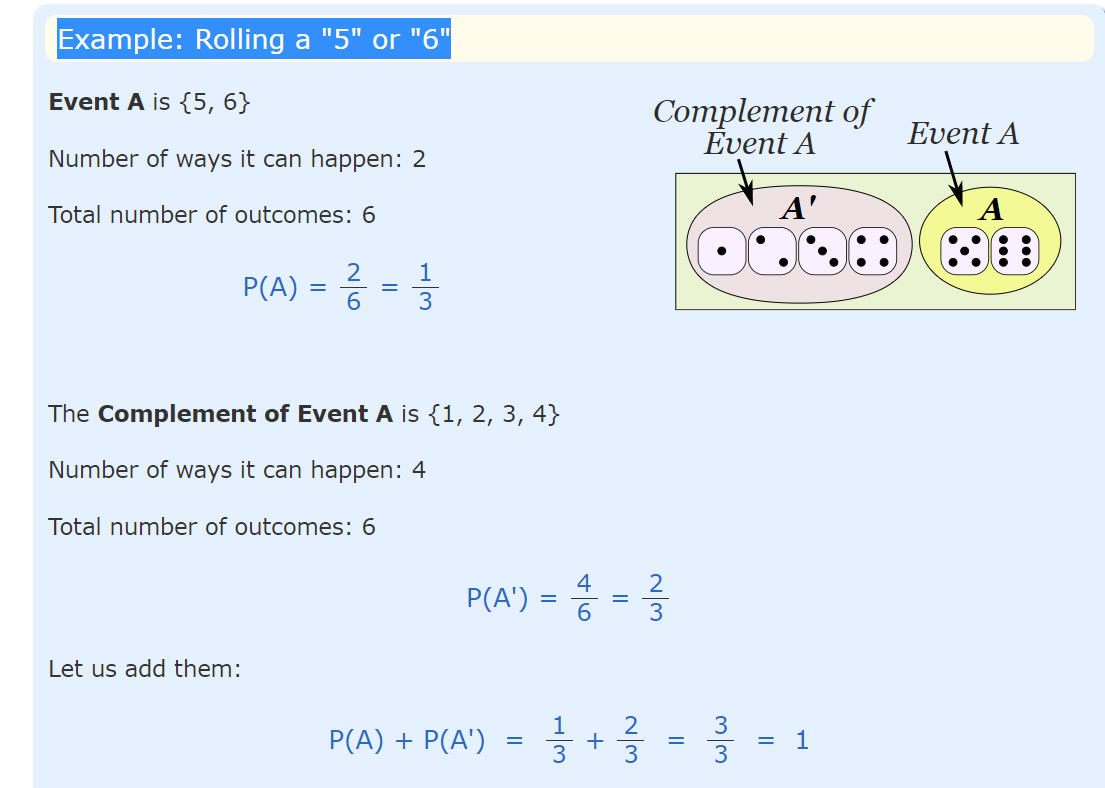 Example: Rolling a "5" or "6"
Event A is {5, 6}
Number of ways it can happen: 2
Total number of outcomes: 6
P(A) = 2/6 = 1/3
Complement of
Event A
Event A
A'
A
The Complement of Event A is {1, 2, 3, 4}
Number of ways it can happen: 4
Total number of outcomes: 6
P(A') = 4/6 = 2/3
Let us add them:
P(A) + P(A') = 1/3 + 2/3 = 3/3 = 1